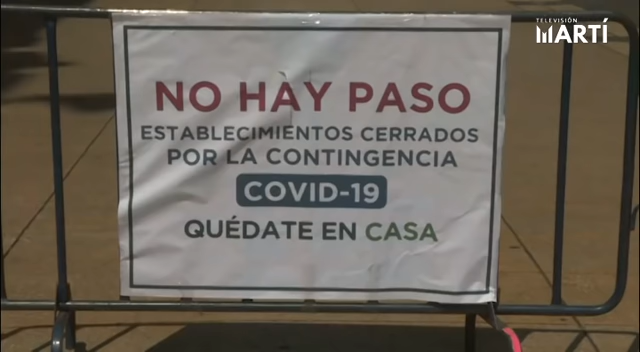 TELEVISIÓN
MARTÍ
NO HAY PASO
ESTABLECIMIENTOS CERRADOS
POR LA CONTINGENCIA
COVID-19
QUÉDATE EN CASA